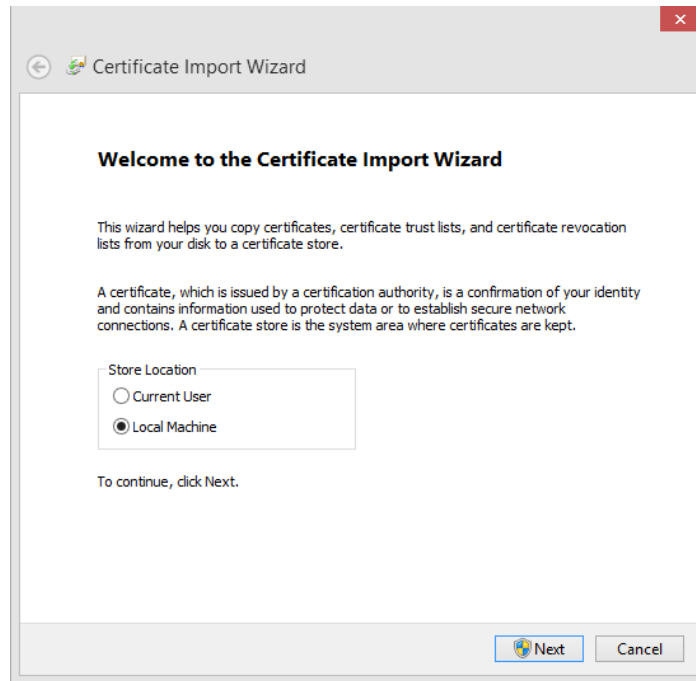 Certificate Import Wizard
Welcome to the Certificate Import Wizard
This wizard helps you copy certificates, certificate trust lists, and certificate revocation
lists from your disk to a certificate store.
A certificate, which is issued by a certification authority, is a confirmation of your identity
and contains information used to protect data or to establish secure network
connections. A certificate store is the system area where certificates are kept.
Store Location
Current User
Local Machine
To continue, click Next.
Next Cancel